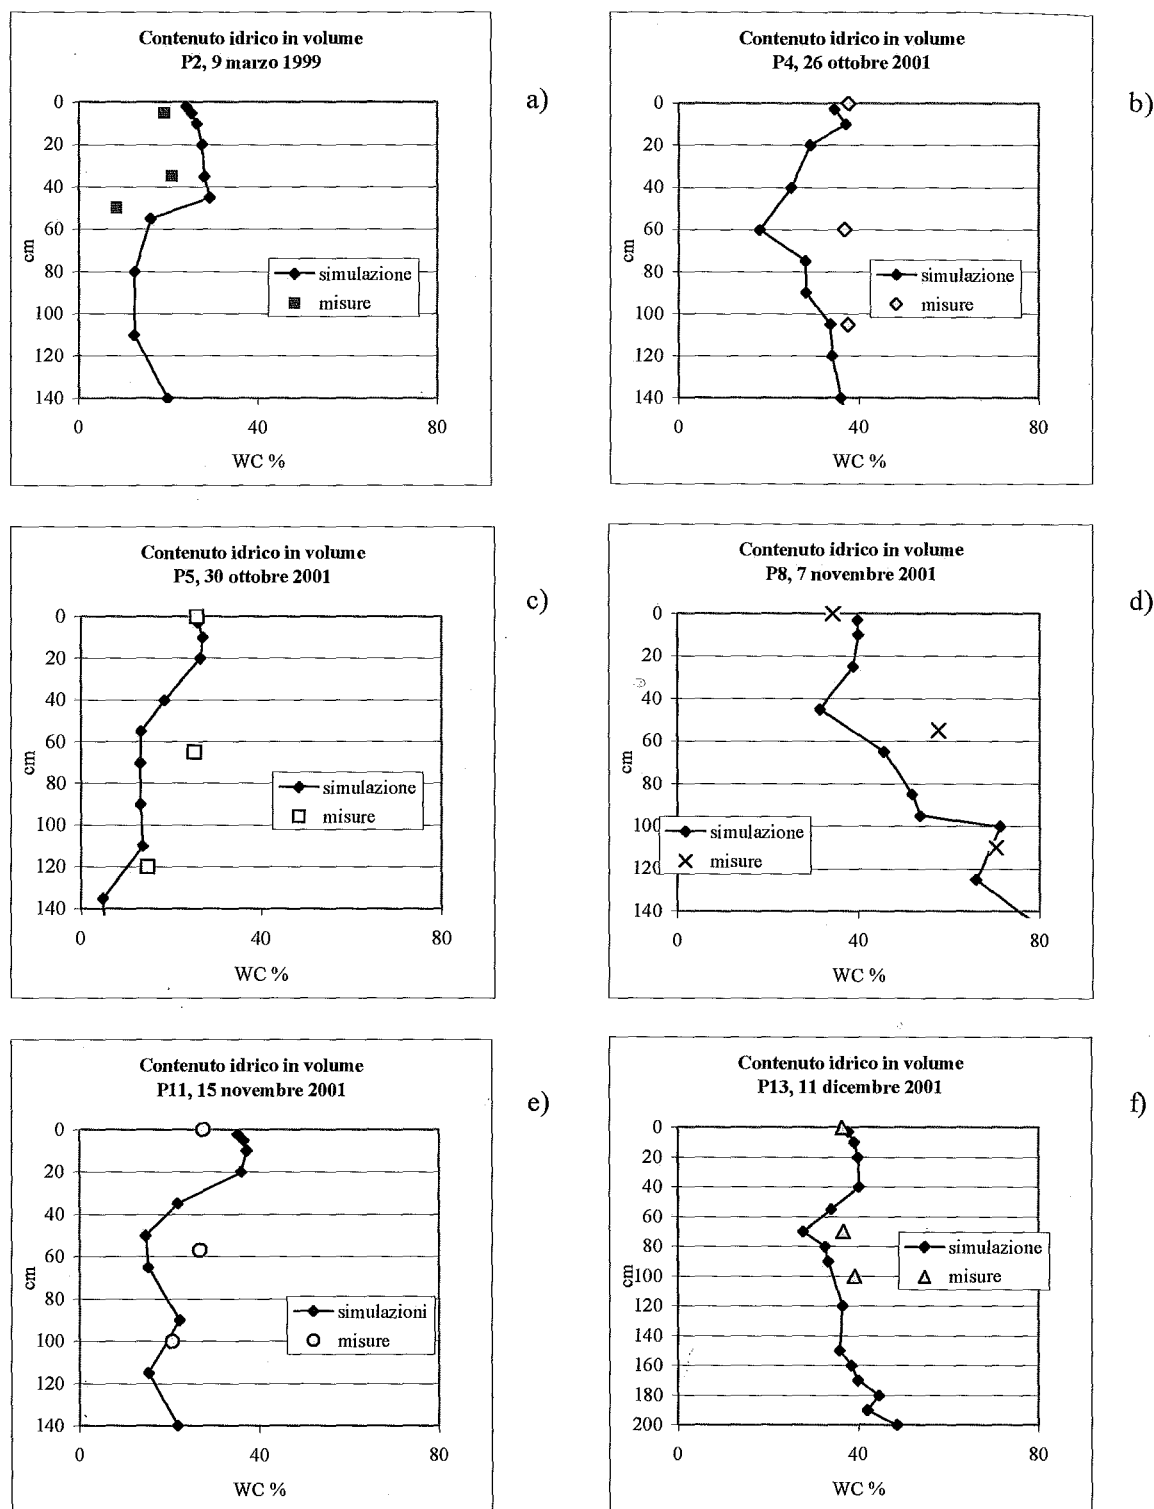 Contenuto idrico in volume
P2, 9 marzo 1999
0
20
40
60
80
100
120
140
cm
simulazione
misure
0 40 80
WC %
a)
Contenuto idrico in volume
P4, 26 ottobre 2001
0
20
40
60
80
100
120
140
cm
simulazione
misure
0 40 80
WC %
b)
Contenuto idrico in volume
P5, 30 ottobre 2001
0
20
40
60
80
100
120
140
cm
simulazione
misure
0 40 80
WC %
c)
Contenuto idrico in volume
P8, 7 novembre 2001
0
20
40
60
80
100
120
140
cm
simulazione
misure
0 40 80
WC %
d)
Contenuto idrico in volume
P11, 15 novembre 2001
0
20
40
60
80
100
120
140
cm
simulazioni
misure
0 40 80
WC %
e)
Contenuto idrico in volume
P13, 11 dicembre 2001
0
20
40
60
80
100
120
140
160
180
200
cm
simulazione
misure
0 40 80
WC %
f)